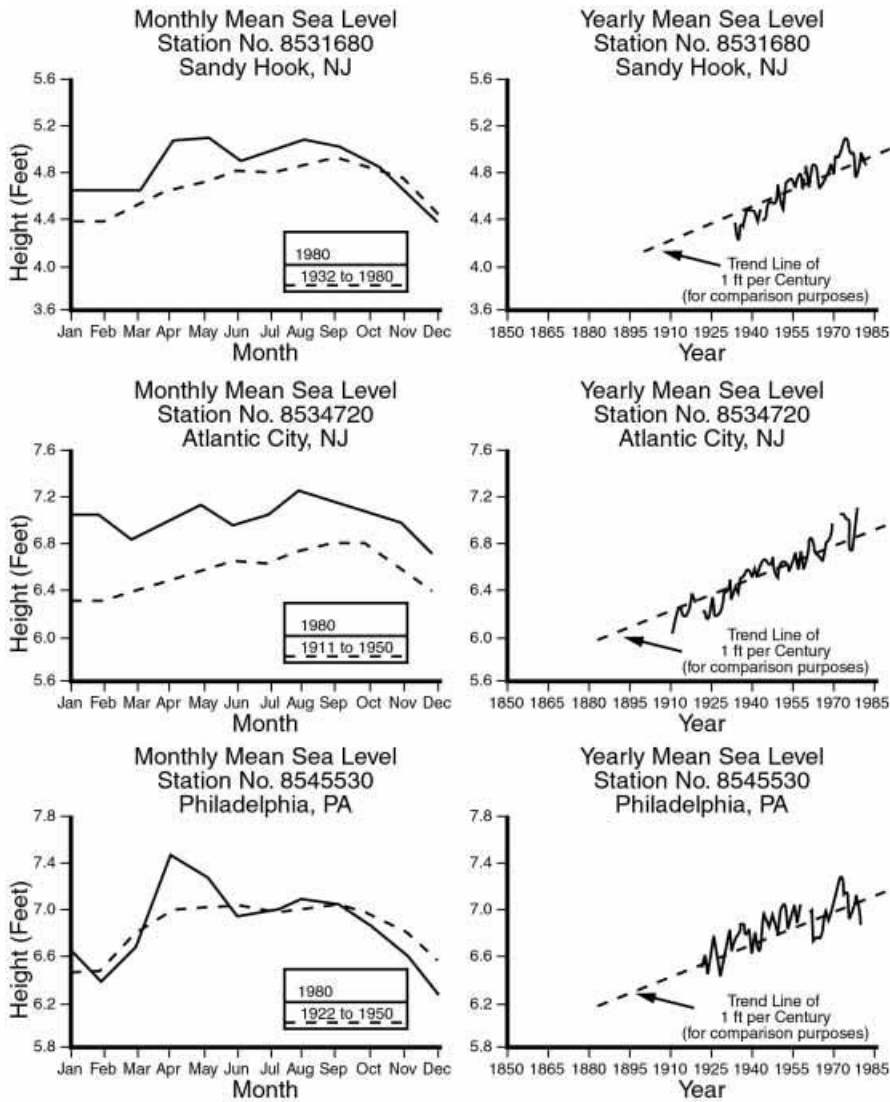 Monthly Mean Sea Level
Station No. 8531680
Sandy Hook, NJ
5.6
5.2
4.8
4.4
4.0
3.6
Height (Feet)
1980
1932 to 1980
Jan Feb Mar Apr May Jun Jul Aug Sep Oct Nov Dec
Month
Yearly Mean Sea Level
Station No. 8531680
Sandy Hook, NJ
5.6
5.2
4.8
4.4
4.0
3.6
Trend Line of
1 ft per Century
(for comparison purposes)
1850 1865 1880 1895 1910 1925 1940 1955 1970 1985
Year
Monthly Mean Sea Level
Station No. 8534720
Atlantic City, NJ
7.6
7.2
6.8
6.4
6.0
5.6
Height (Feet)
1980
1911 to 1950
Jan Feb Mar Apr May Jun Jul Aug Sep Oct Nov Dec
Month
Yearly Mean Sea Level
Station No. 8534720
Atlantic City, NJ
7.6
7.2
6.8
6.4
6.0
5.6
Trend Line of
1 ft per Century
(for comparison purposes)
1850 1865 1880 1895 1910 1925 1940 1955 1970 1985
Year
Monthly Mean Sea Level
Station No. 8545530
Philadelphia, PA
7.8
7.4
7.0
6.6
6.2
5.8
Height (Feet)
1980
1922 to 1950
Jan Feb Mar Apr May Jun Jul Aug Sep Oct Nov Dec
Month
Yearly Mean Sea Level
Station No. 8545530
Philadelphia, PA
7.8
7.4
7.0
6.6
6.2
5.8
Trend Line of
1 ft per Century
(for comparison purposes)
1850 1865 1880 1895 1910 1925 1940 1955 1970 1985
Year